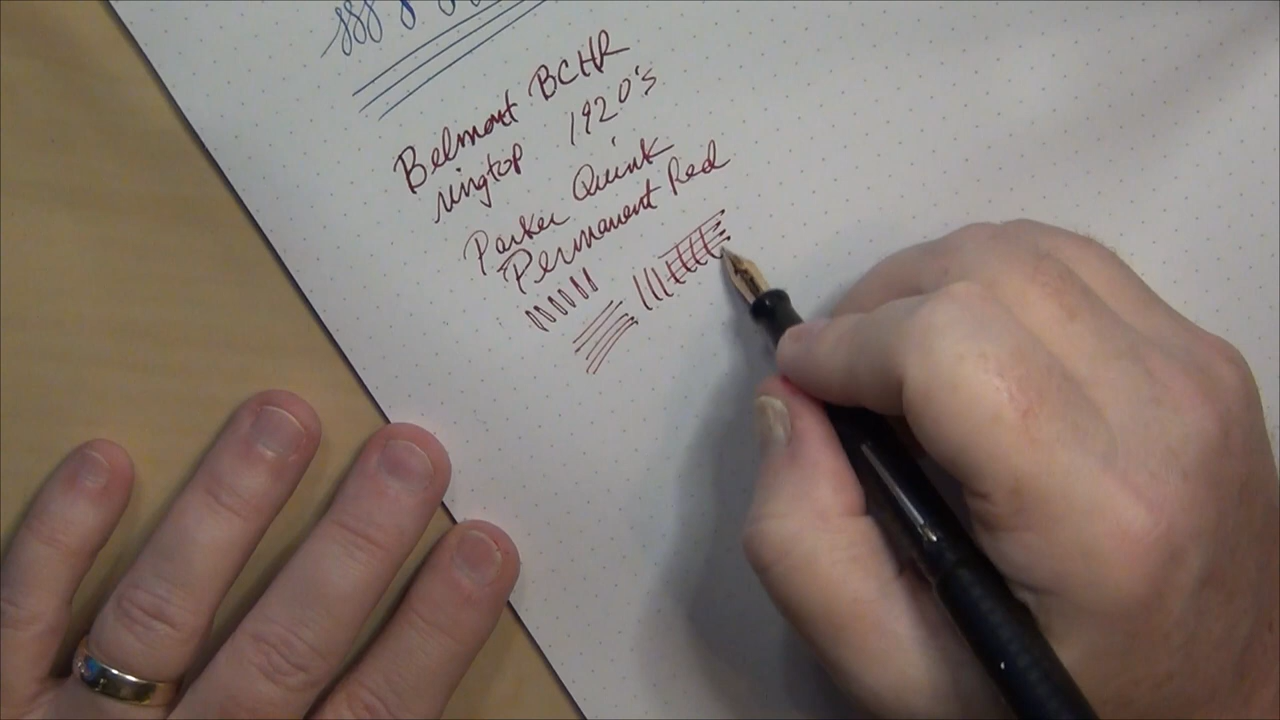 Belmont BCHR
ringtop 1920's
Parker Quink
Permanent Red